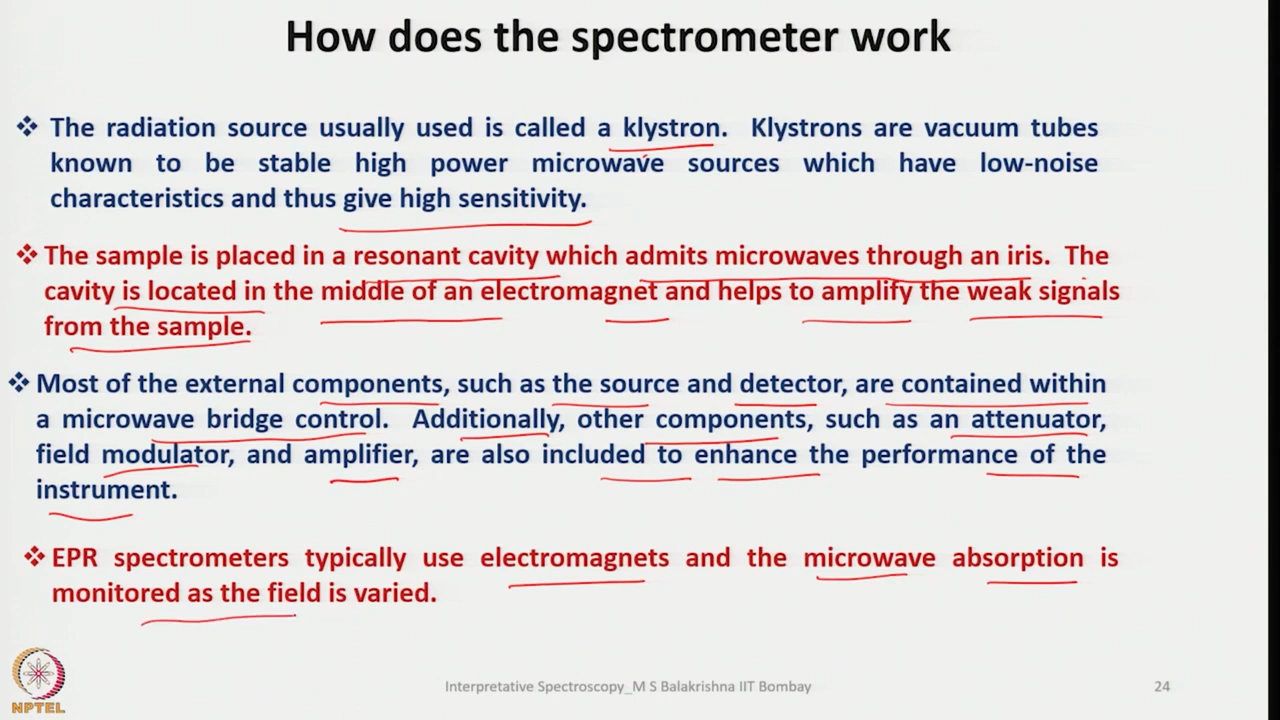 How does the spectrometer work
❖ The radiation source usually used is called a klystron. Klystrons are vacuum tubes
known to be stable high power microwave sources which have low-noise
characteristics and thus give high sensitivity.
❖ The sample is placed in a resonant cavity which admits microwaves through an iris. The
cavity is located in the middle of an electromagnet and helps to amplify the weak signals
from the sample.
❖ Most of the external components, such as the source and detector, are contained within
a microwave bridge control. Additionally, other components, such as an attenuator,
field modulator, and amplifier, are also included to enhance the performance of the
instrument.
❖ EPR spectrometers typically use electromagnets and the microwave absorption is
monitored as the field is varied.
NPTEL
Interpretative Spectroscopy_M S Balakrishna IIT Bombay
24